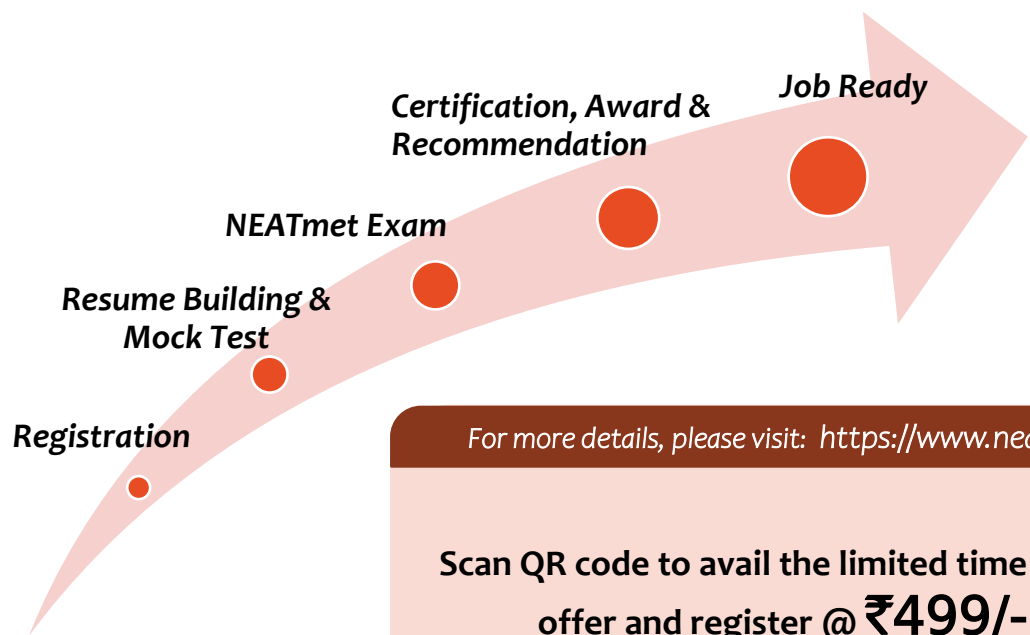 Job Ready
Certification, Award &
Recommendation
NEATmet Exam
Resume Building &
Mock Test
Registration
For more details, please visit: https://www.nea
Scan QR code to avail the limited time
offer and register @ ₹499/-